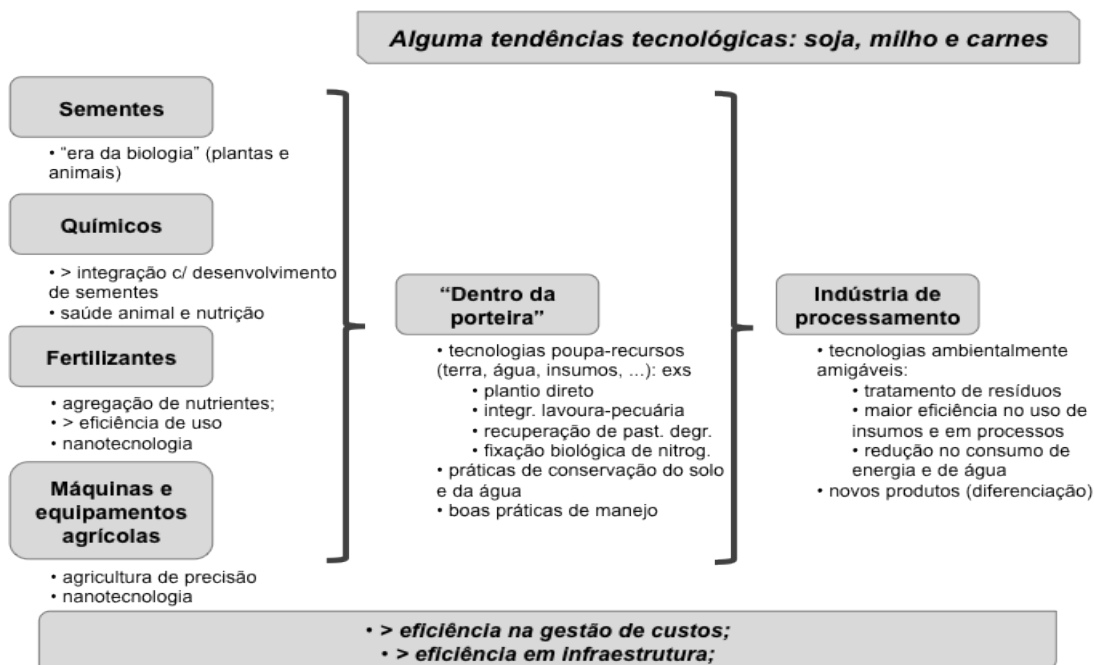 Alguma tendências tecnológicas: soja, milho e carnes
Sementes
• “era da biologia” (plantas e
animais)
Químicos
• > integração c/ desenvolvimento
de sementes
• saúde animal e nutrição
Fertilizantes
• agregação de nutrientes;
• > eficiência de uso
• nanotecnologia
Máquinas e
equipamentos
agrícolas
• agricultura de precisão
• nanotecnologia
“Dentro da
porteira”
• tecnologias poupa-recursos
(terra, água, insumos, ...): exs
• plantio direto
• integr. lavoura-pecuária
• recuperação de past. degr.
• fixação biológica de nitrog.
• práticas de conservação do solo
e da água
• boas práticas de manejo
Indústria de
processamento
• tecnologias ambientalmente
amigáveis:
• tratamento de resíduos
• maior eficiência no uso de
insumos e em processos
• redução no consumo de
energia e de água
• novos produtos (diferenciação)
• > eficiência na gestão de custos;
• > eficiência em infraestrutura;